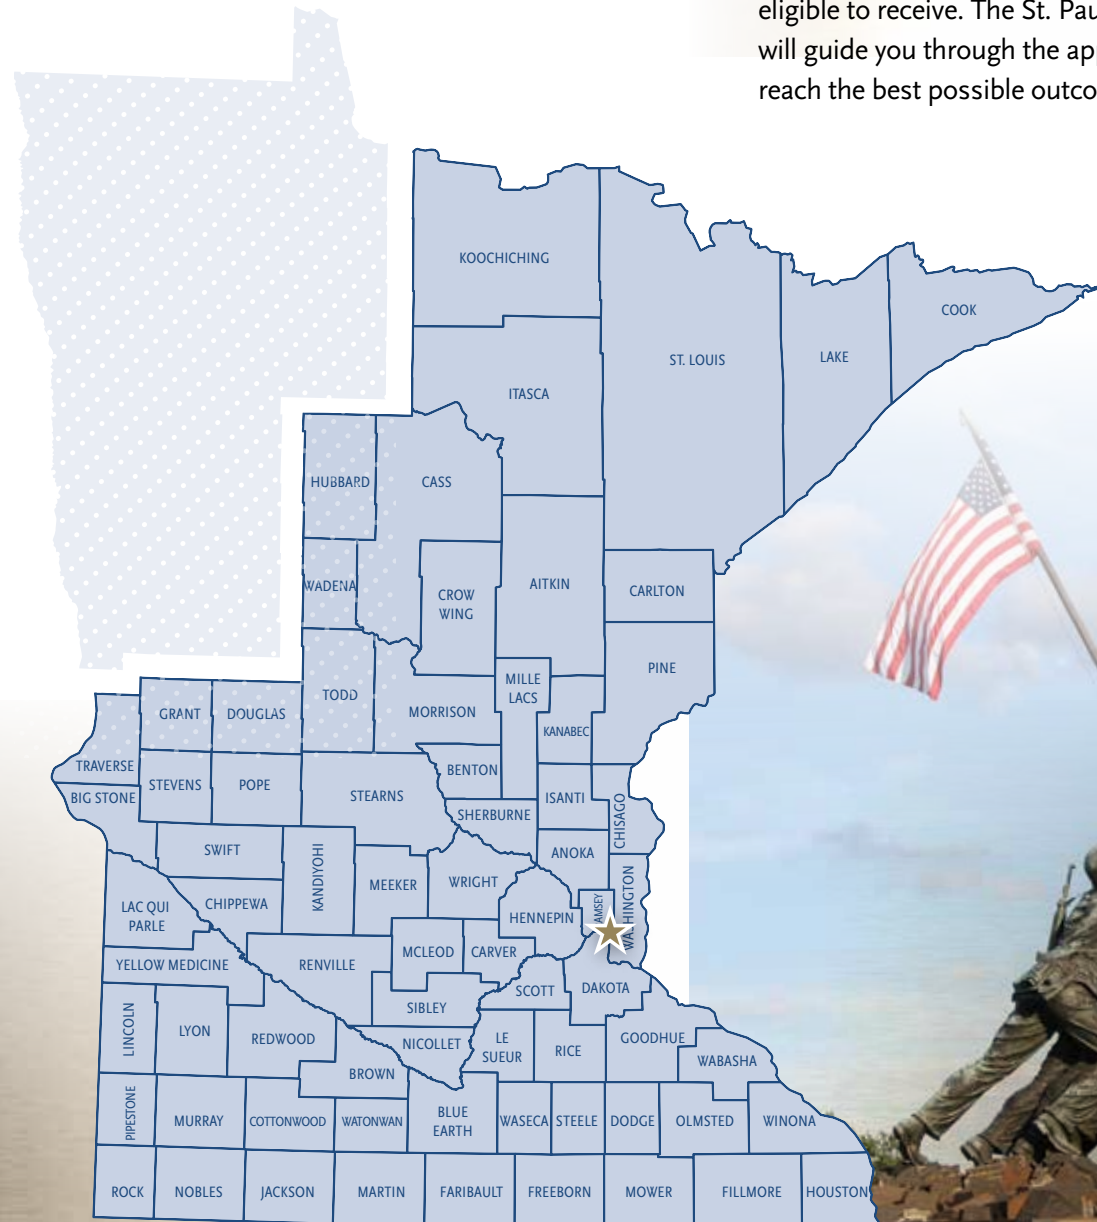 eligible to receive. The St. Pau
will guide you through the app
reach the best possible outco
KOOCHICHING
COOK
ST. LOUIS
LAKE
ITASCA
HUBBARD
CASS
WADENA
CROW
WING
AITKIN
CARLTON
PINE
MILLE
LACS
TODD
GRANT
DOUGLAS
MORRISON
KANABEC
TRAVERSE
BENTON
STEVENS
POPE
BIG STONE
STEARNS
ISANTI
CHISAGO
SHERBURNE
SWIFT
ANOKA
KANDIYOHI
MEEKER
WRIGHT
WASHINGTON
CHIPPEWA
LAC QUI
PARLE
HENNEPIN
AMSEY
MCLEOD
CARVER
YELLOW MEDICINE
RENVILLE
SCOTT
DAKOTA
SIBLEY
LINCOLN
LYON
REDWOOD
NICOLLET
LE
SUEUR
RICE
GOODHUE
WABASHA
BROWN
PIPESTONE
MURRAY
COTTONWOOD
WATONWAN
BLUE
EARTH
WASECA
STEELE
DODGE
OLMSTED
WINONA
ROCK
NOBLES
JACKSON
MARTIN
FARIBAULT
FREEBORN
MOWER
FILLMORE
HOUSTON